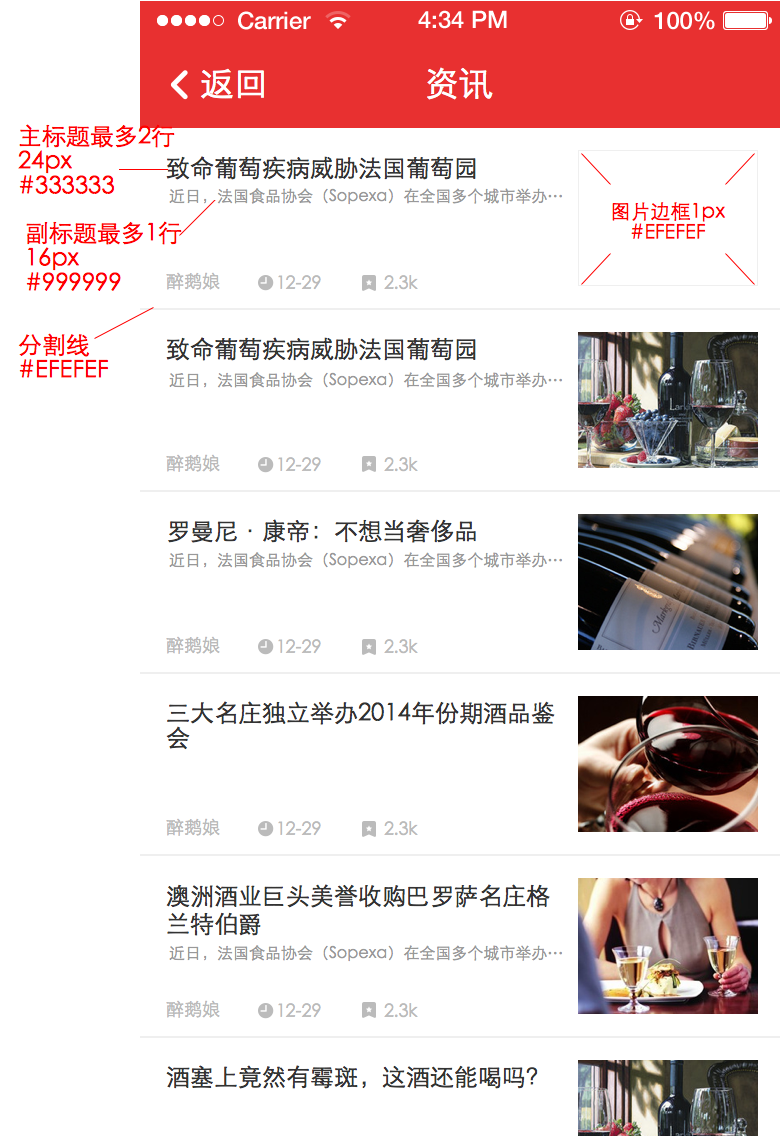 Carrier 4:34 PM 100%
返回 资讯
主标题最多2行
24px
#333333
致命葡萄疾病威胁法国葡萄园
近日，法国食品协会（Sopexa）在全国多个城市举办…
图片边框1px
#EFEFEF
副标题最多1行
16px
#999999
醉鹅娘 12-29 2.3k
分割线
#EFEFEF
致命葡萄疾病威胁法国葡萄园
近日，法国食品协会（Sopexa）在全国多个城市举办…
醉鹅娘 12-29 2.3k
罗曼尼·康帝：不想当奢侈品
近日，法国食品协会（Sopexa）在全国多个城市举办…
醉鹅娘 12-29 2.3k
三大名庄独立举办2014年份期酒品鉴
会
醉鹅娘 12-29 2.3k
澳洲酒业巨头美誉收购巴罗萨名庄格
兰特伯爵
近日，法国食品协会（Sopexa）在全国多个城市举办…
醉鹅娘 12-29 2.3k
酒塞上竟然有霉斑，这酒还能喝吗？